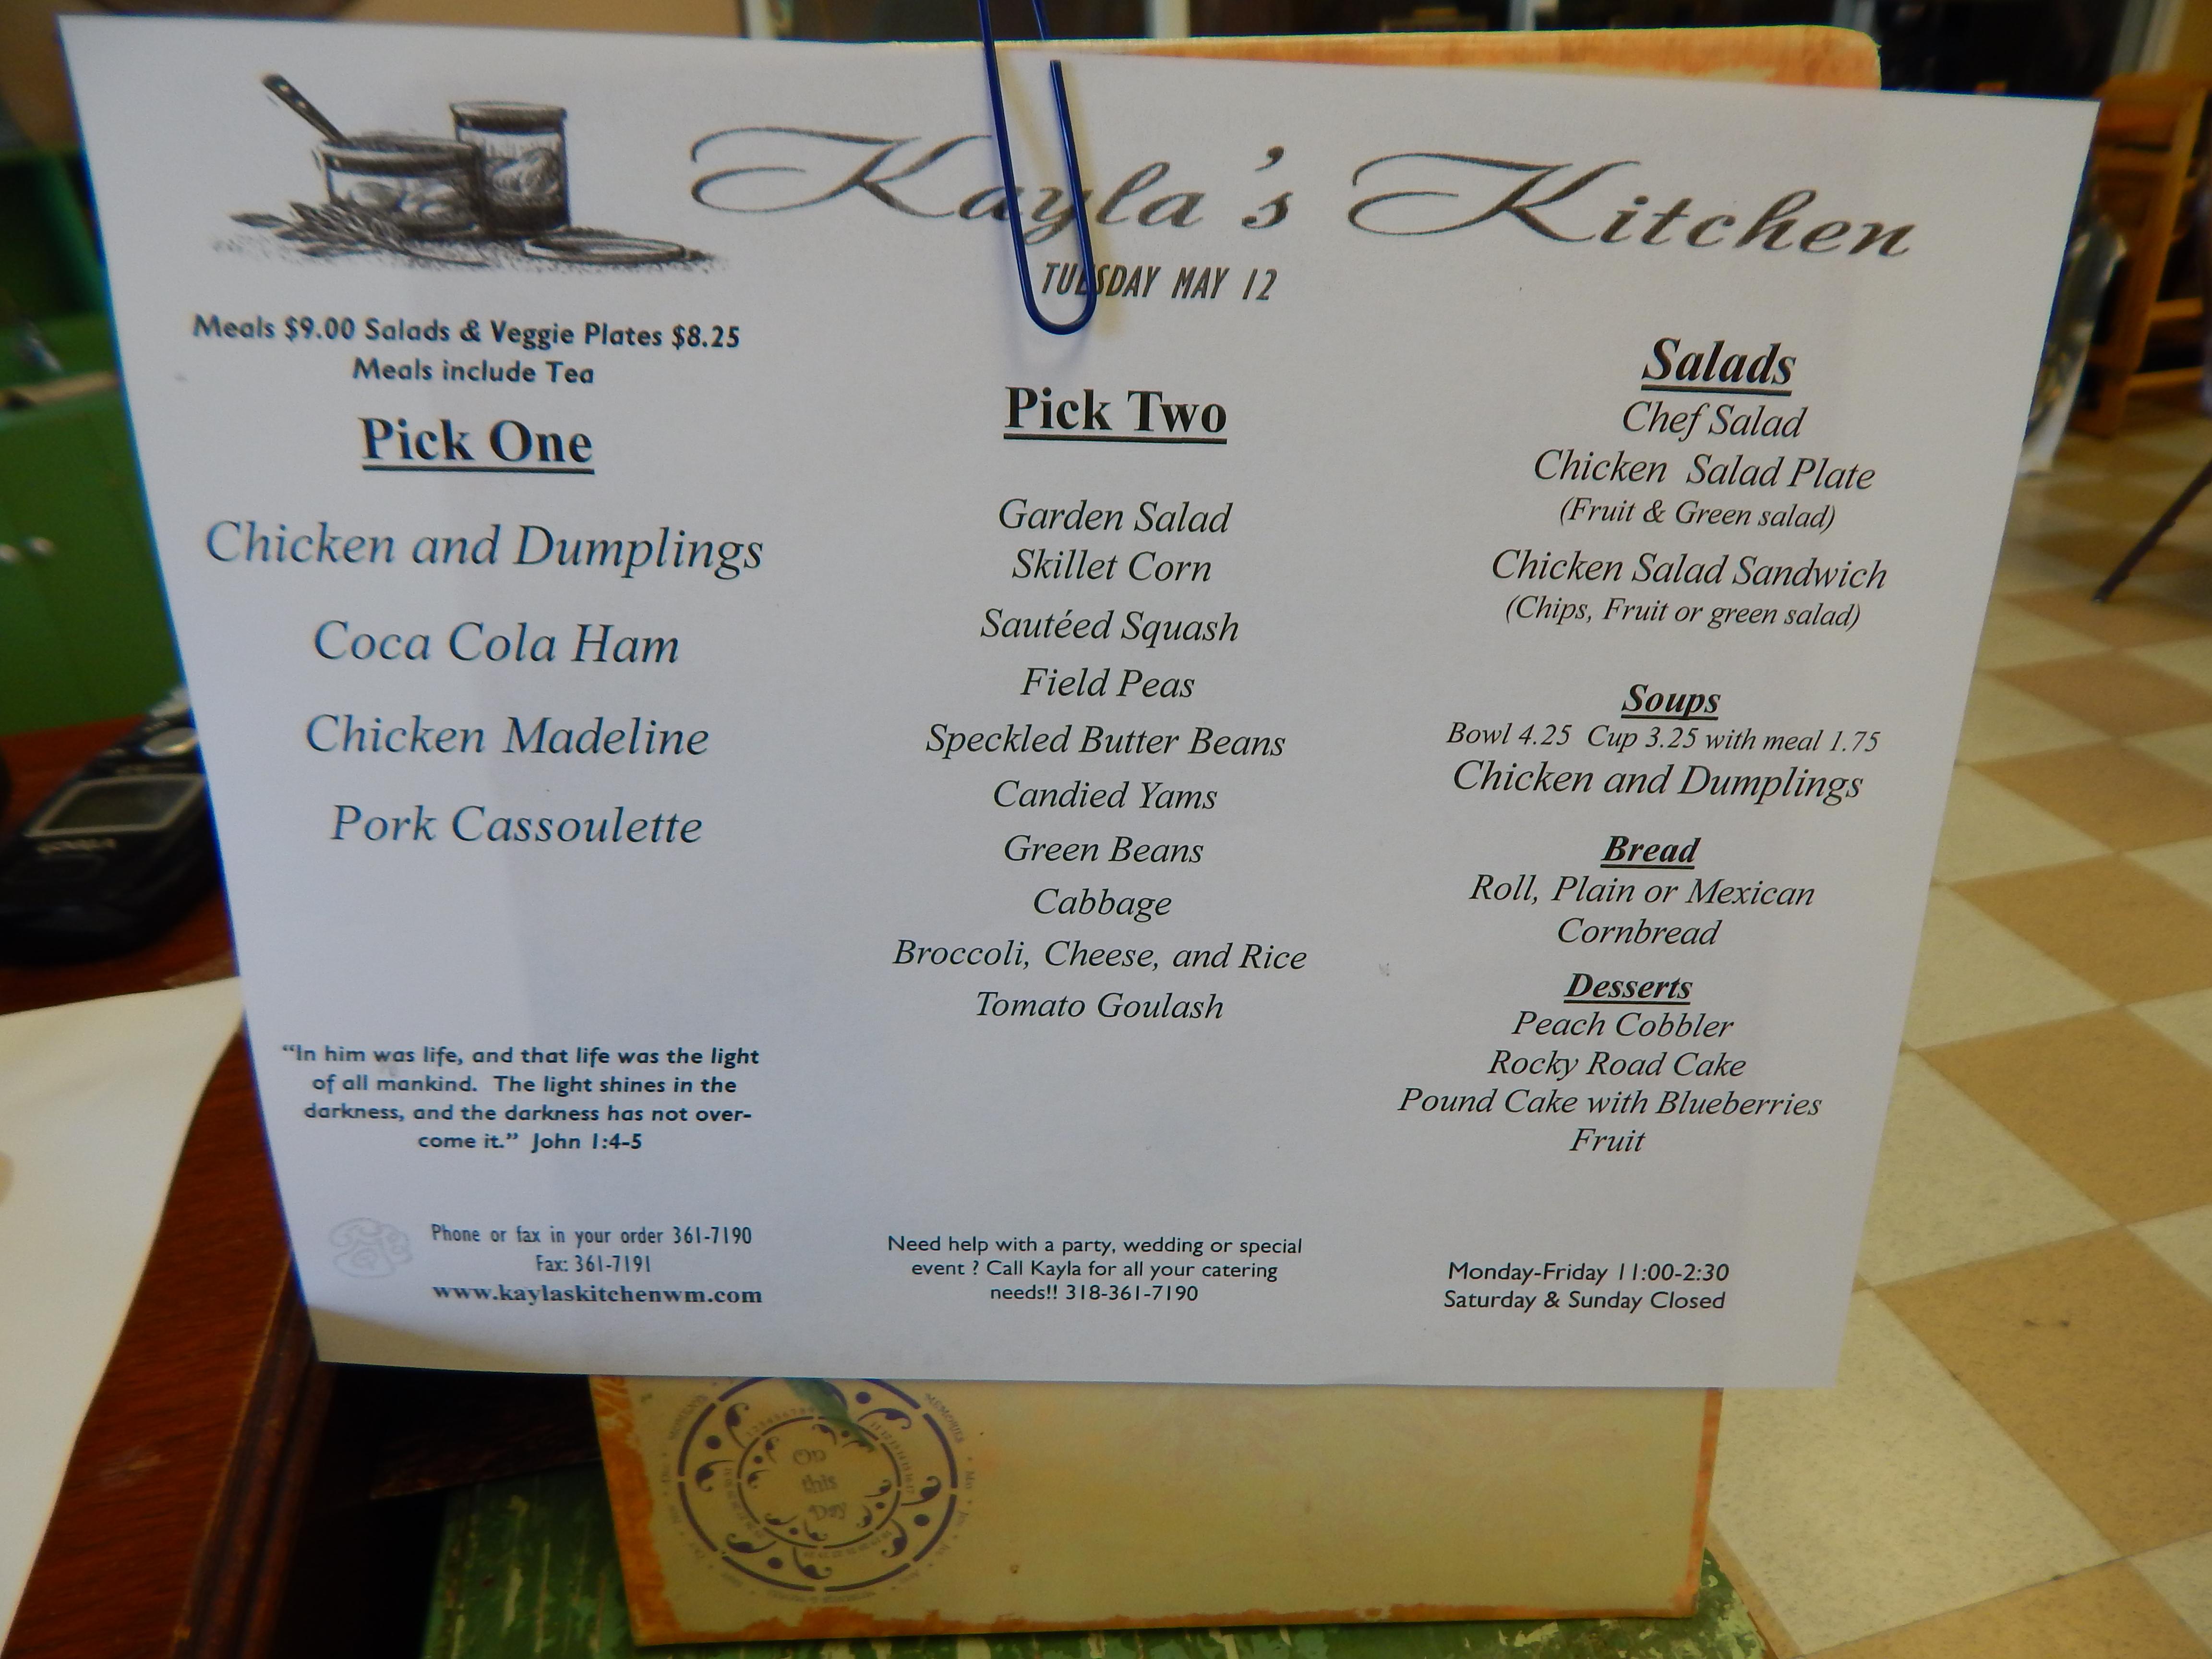 Kayla's Kitchen
TUESDAY MAY 12
Meals $9.00 Salads & Veggie Plates $8.25
Meals include Tea
Pick One
Chicken and Dumplings
Coca Cola Ham
Chicken Madeline
Pork Cassoulette
"In him was life, and that life was the light
of all mankind. The light shines in the
darkness, and the darkness has not over-
come it." John 1:4-5
Phone or fax in your order 361-7190
Fax: 361-7191
www.kaylaskitchenwm.com
Pick Two
Garden Salad
Skillet Corn
Sautéed Squash
Field Peas
Speckled Butter Beans
Candied Yams
Green Beans
Cabbage
Broccoli, Cheese, and Rice
Tomato Goulash
Need help with a party, wedding or special
event ? Call Kayla for all your catering
needs!! 318-361-7190
Salads
Chef Salad
Chicken Salad Plate
(Fruit & Green salad)
Chicken Salad Sandwich
(Chips, Fruit or green salad)
Soups
Bowl 4.25 Cup 3.25 with meal 1.75
Chicken and Dumplings
Bread
Roll, Plain or Mexican
Cornbread
Desserts
Peach Cobbler
Rocky Road Cake
Pound Cake with Blueberries
Fruit
Monday-Friday 11:00-2:30
Saturday & Sunday Closed
MEMORIES
On
this
Day